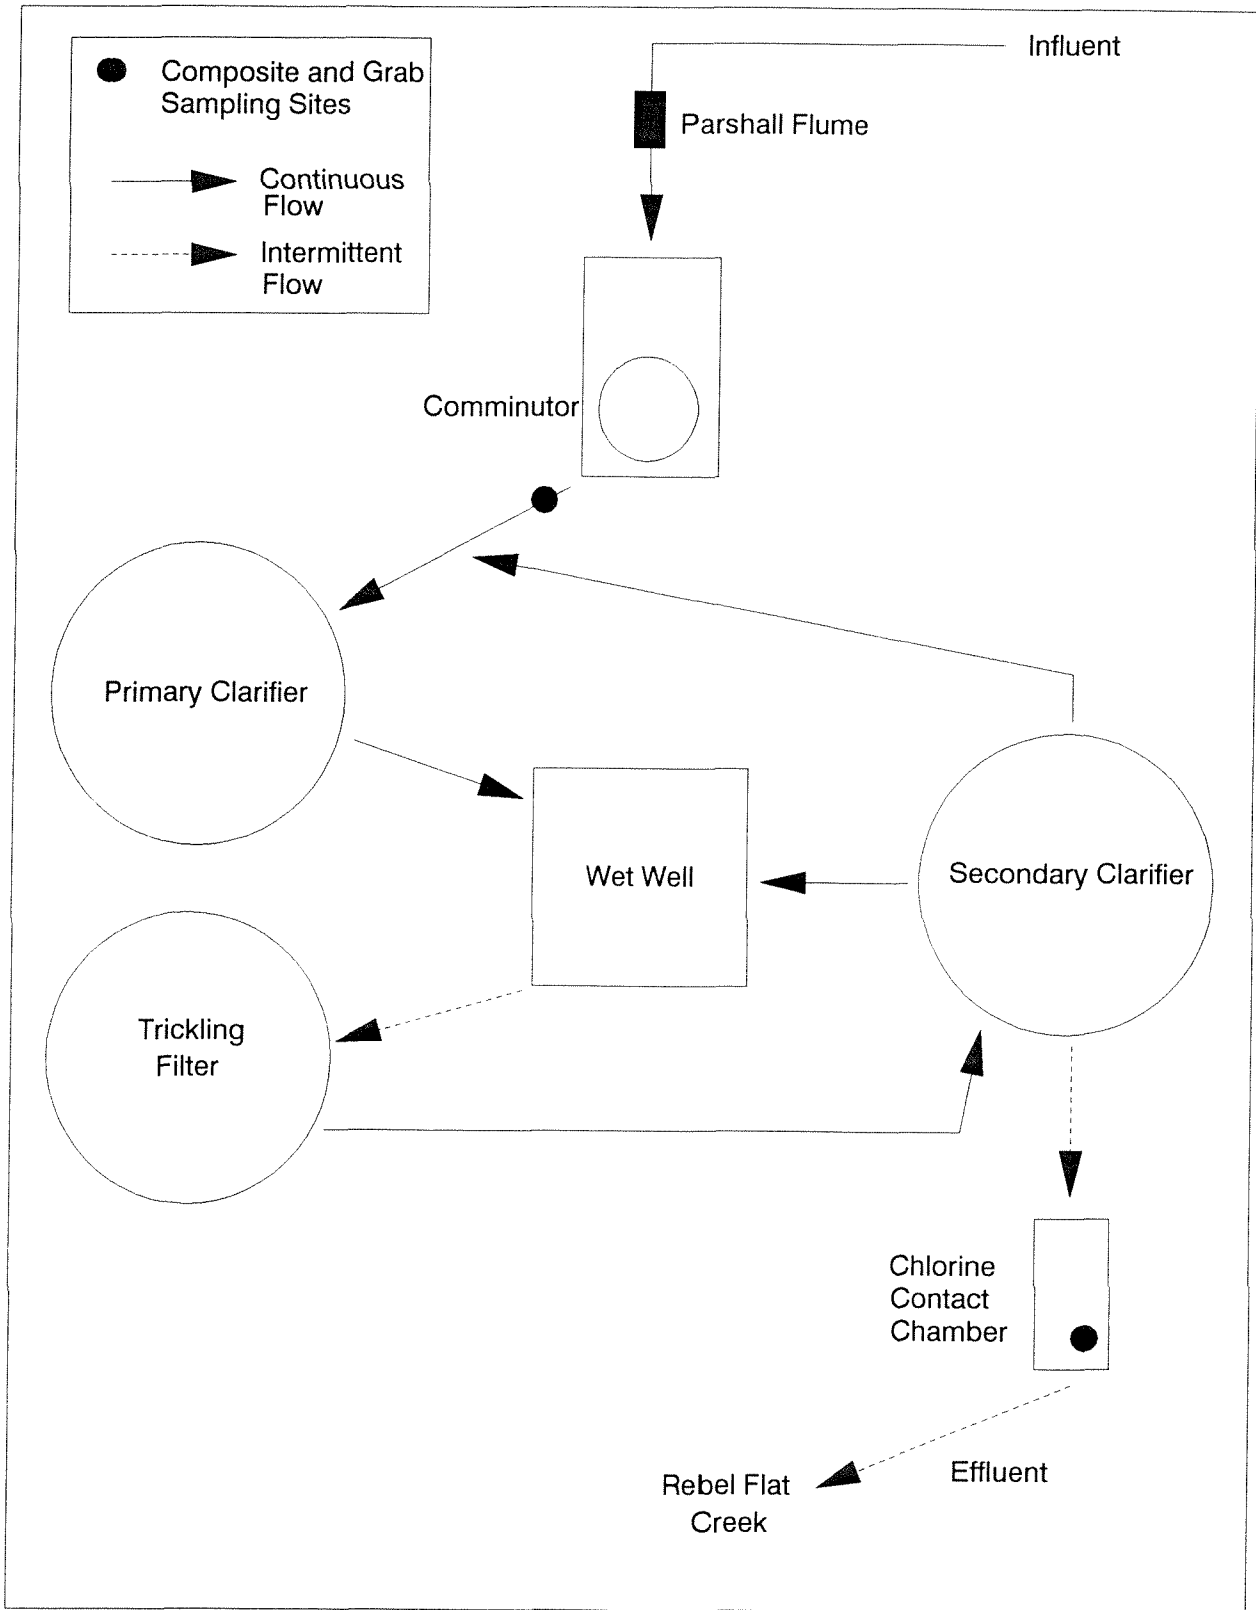 Composite and Grab
Sampling Sites
Continuous
Flow
Intermittent
Flow
Influent
Parshall Flume
Comminutor
Primary Clarifier
Wet Well
Secondary Clarifier
Trickling
Filter
Chlorine
Contact
Chamber
Effluent
Rebel Flat
Creek